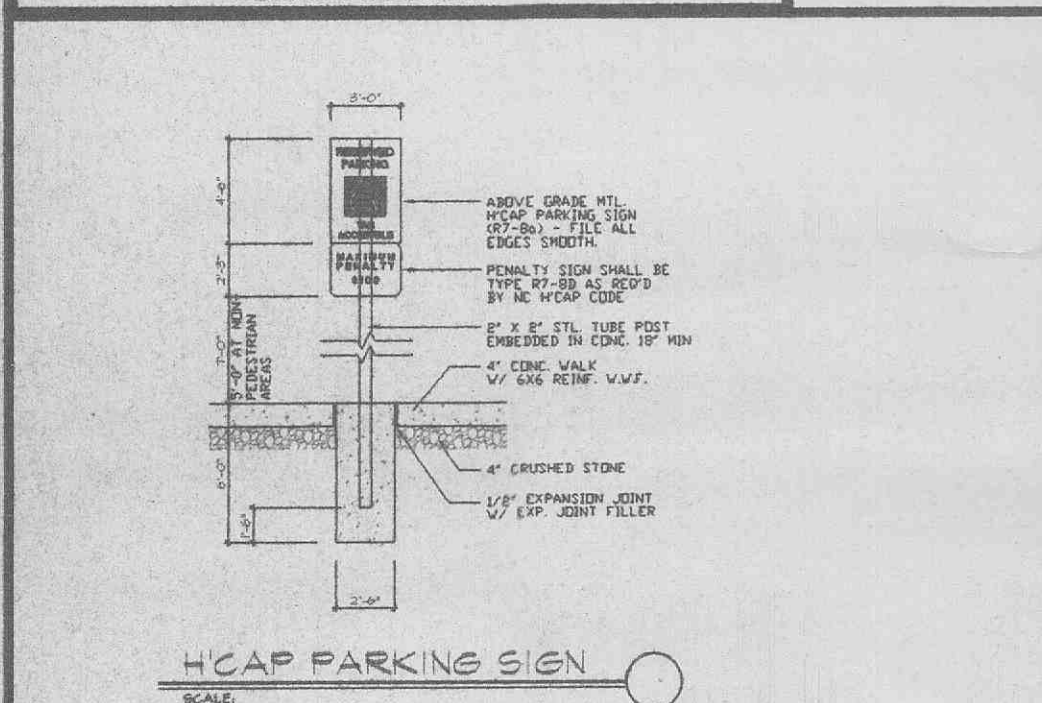 3'-0"
RESERVED
PARKING
ACCESSIBLE
MAXIMUM
PENALTY
4'-0"
2'-3"
7'-0"
5'-0" AT NON-
PEDESTRIAN
AREAS
6'-0"
1'-6"
2'-6"
ABOVE GRADE MTL.
H'CAP PARKING SIGN
(R7-8a) - FILE ALL
EDGES SMOOTH.
PENALTY SIGN SHALL BE
TYPE R7-8D AS REQ'D
BY NC H'CAP CODE
2" X 2" STL. TUBE POST
EMBEDDED IN CONC. 18" MIN
4" CONC. WALK
W/ 6X6 REINF. W.W.F.
4" CRUSHED STONE
1/2" EXPANSION JOINT
W/ EXP. JOINT FILLER
H'CAP PARKING SIGN
SCALE: